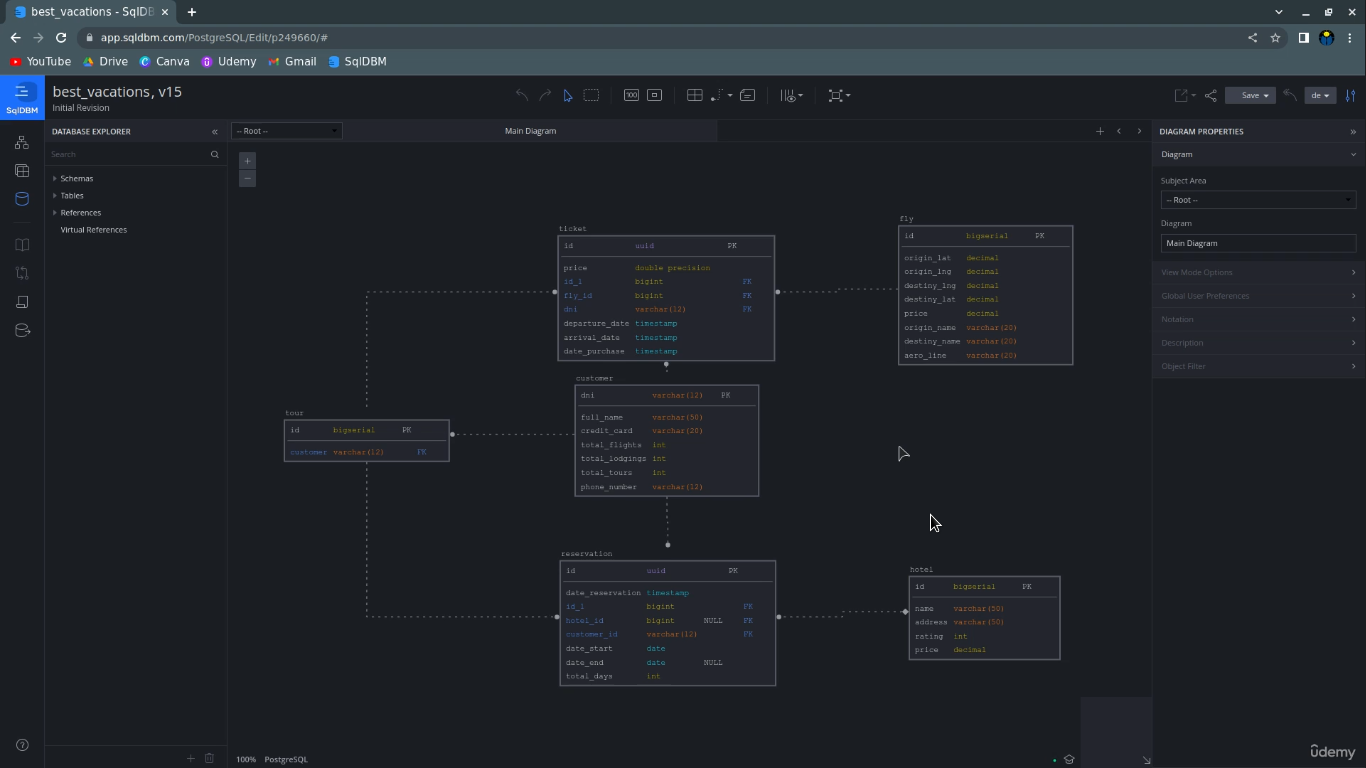 best_vacations - SqlDB
app.sqldbm.com/PostgreSQL/Edit/p249660/#
YouTube Drive Canva Udemy Gmail SqlDBM
SqlDBM
best_vacations, v15
Initial Revision
100
Save
de
DATABASE EXPLORER
-- Root --
Main Diagram
DIAGRAM PROPERTIES
Search
Schemas
Tables
References
Virtual References
Diagram
Subject Area
-- Root --
Diagram
Main Diagram
View Mode Options
Global User Preferences
Notation
Description
Object Filter
ticket
id uuid PK
price double precision
id_1 bigint FK
fly_id bigint FK
dni varchar(12) FK
departure_date timestamp
arrival_date timestamp
date_purchase timestamp
fly
id bigserial PK
origin_lat decimal
origin_lng decimal
destiny_lng decimal
destiny_lat decimal
price decimal
origin_name varchar(20)
destiny_name varchar(20)
aero_line varchar(20)
customer
dni varchar(12) PK
full_name varchar(50)
credit_card varchar(20)
total_flights int
total_lodgings int
total_tours int
phone_number varchar(12)
tour
id bigserial PK
customer varchar(12) FK
reservation
id uuid PK
date_reservation timestamp
id_1 bigint FK
hotel_id bigint NULL FK
customer_id varchar(12) FK
date_start date
date_end date NULL
total_days int
hotel
id bigserial PK
name varchar(50)
address varchar(50)
rating int
price decimal
100% PostgreSQL
ûdemy